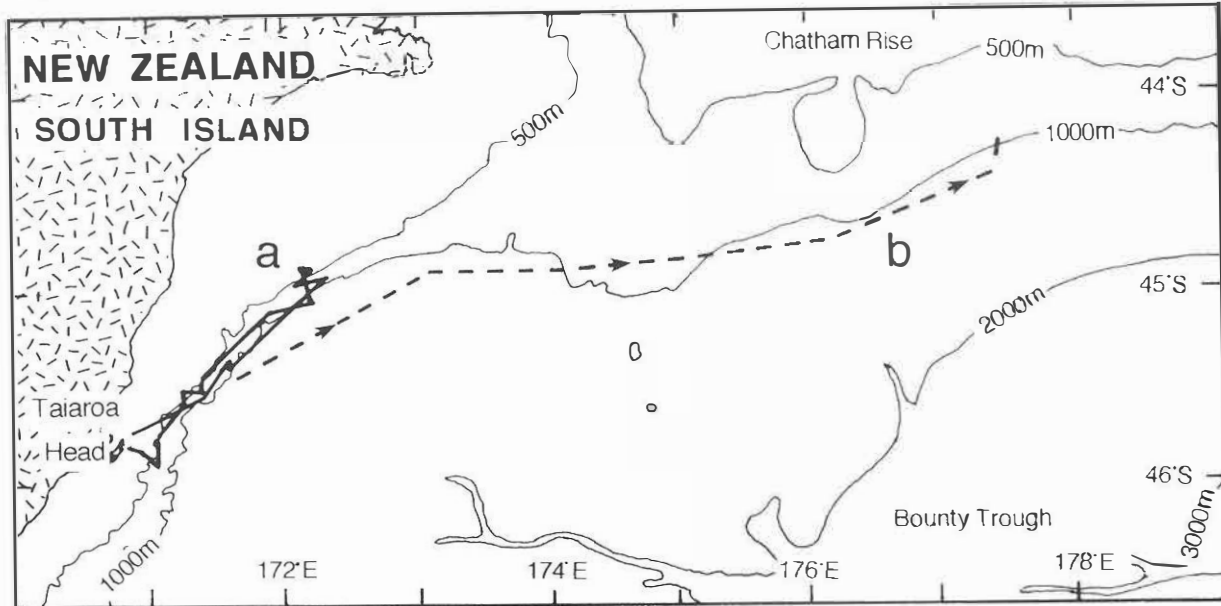 NEW ZEALAND
SOUTH ISLAND
Chatham Rise
500m
44°S
500m
1000m
a
b
45°S
2000m
Taiaroa
Head
46°S
Bounty Trough
3000m
1000m
172°E
174°E
176°E
178°E